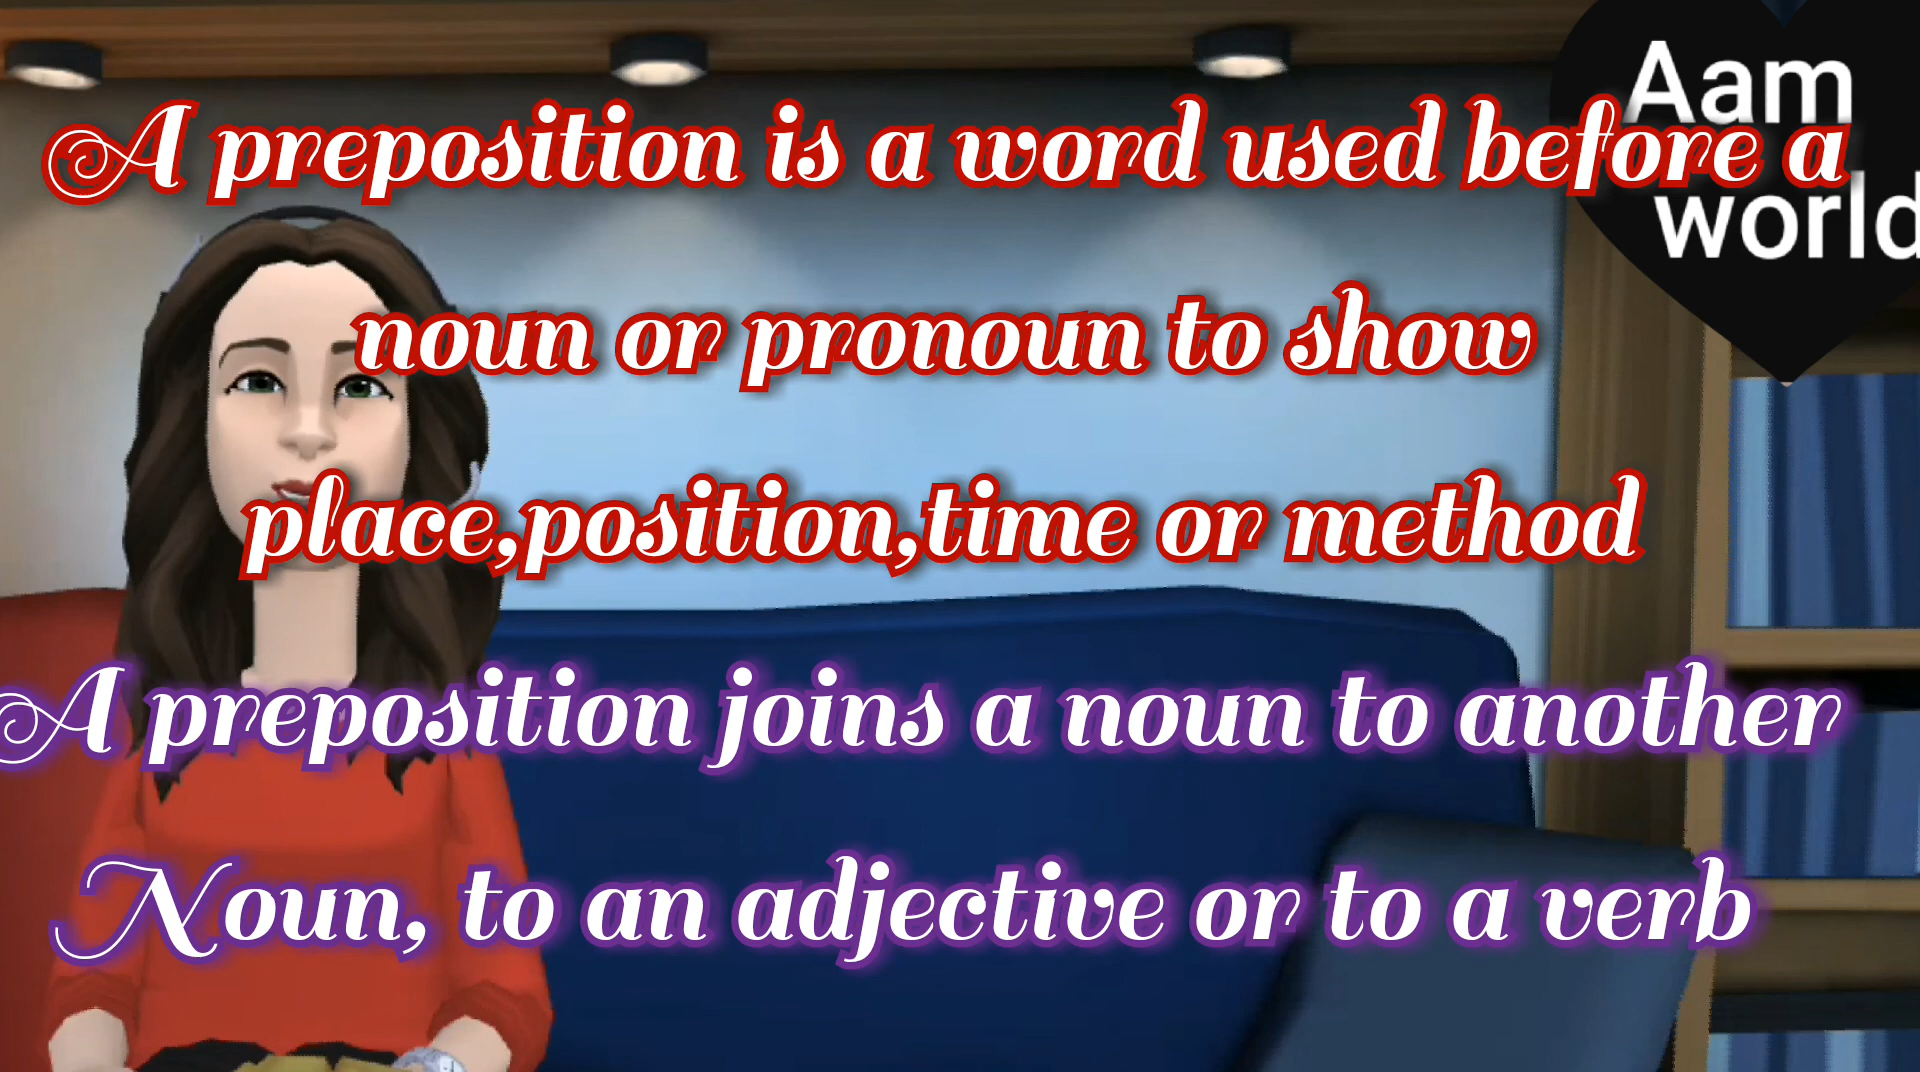 Aam
world
A preposition is a word used before a
noun or pronoun to show
place,position,time or method
A preposition joins a noun to another
Noun, to an adjective or to a verb